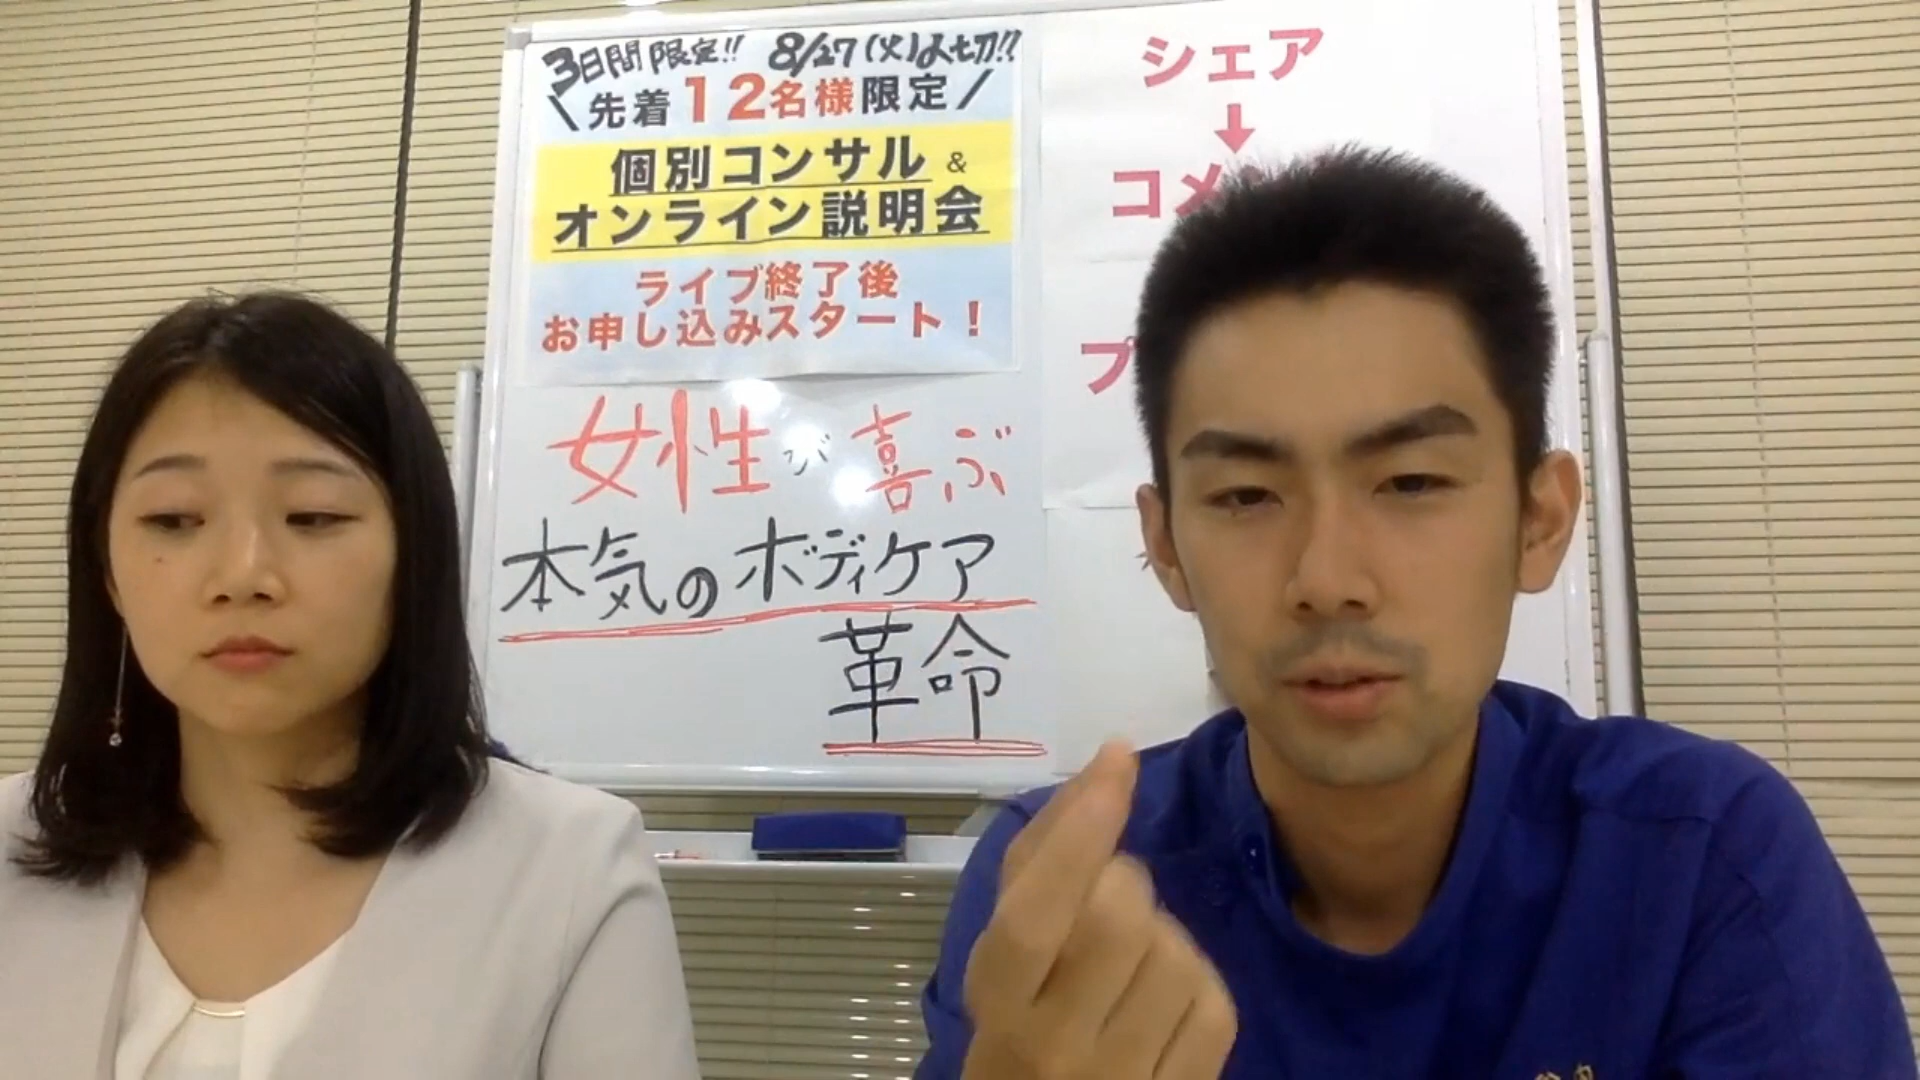 3日間限定!! 8/27(火)〆切!!
\先着12名様限定/
個別コンサル &
オンライン説明会
ライブ終了後
お申し込みスタート!
女性が喜ぶ
本気のボディケア
革命
シェア
↓
コメ
プ